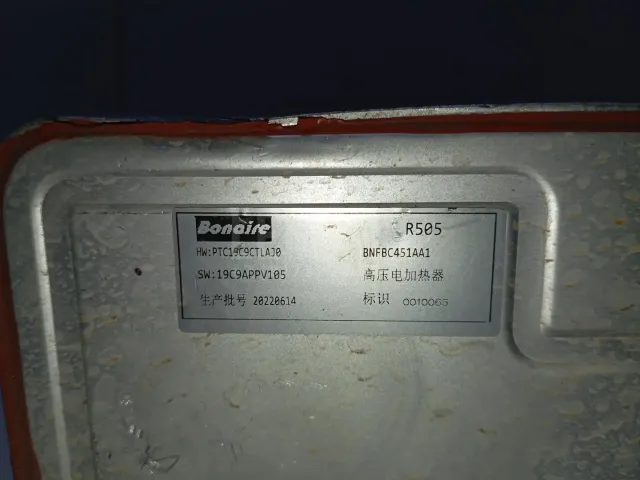 Bonaire R505
HW:PTC19C9CTLAJ0 BNFBC451AA1
SW:19C9APPV105 高压电加热器
生产批号 20220614 标识 0010065